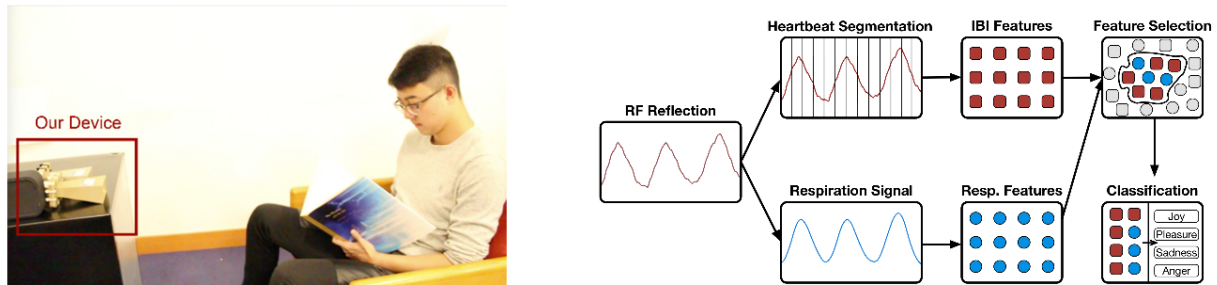 Our Device
RF Reflection
Heartbeat Segmentation
IBI Features
Feature Selection
Respiration Signal
Resp. Features
Classification
Joy
Pleasure
Sadness
Anger